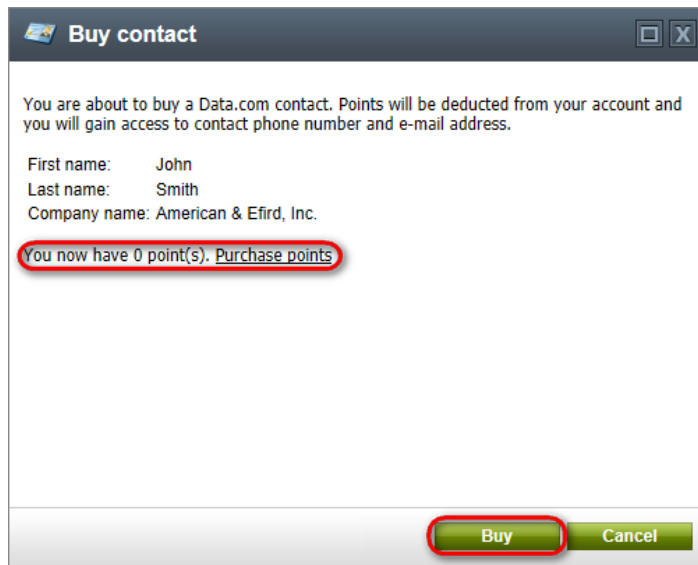 Buy contact
You are about to buy a Data.com contact. Points will be deducted from your account and
you will gain access to contact phone number and e-mail address.
First name: John
Last name: Smith
Company name: American & Efird, Inc.
You now have 0 point(s). Purchase points
Buy Cancel